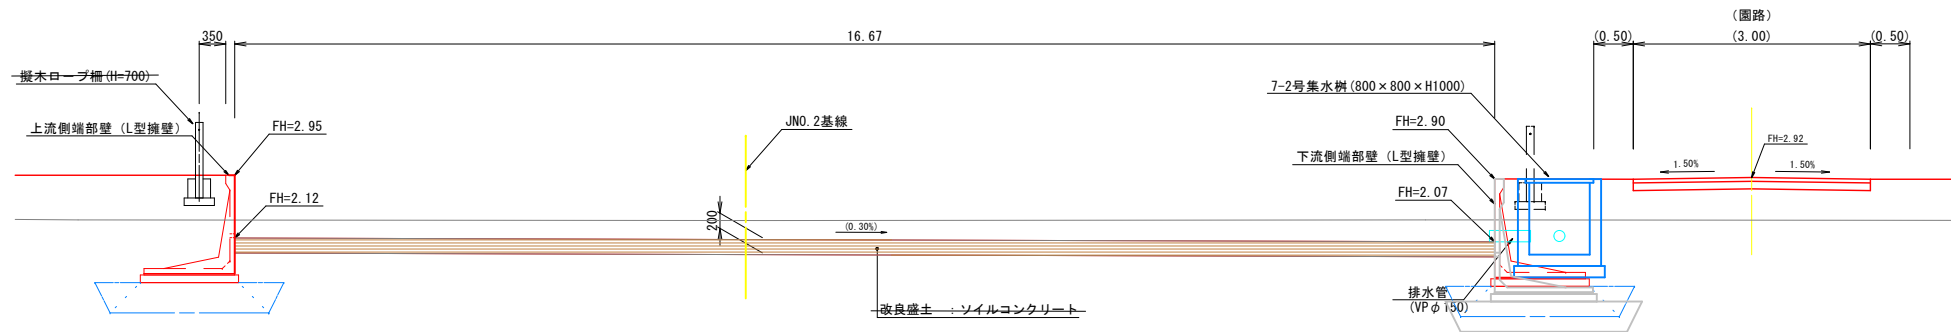 (園路)
350
16.67
(0.50)
(3.00)
(0.50)
擬木ロープ柵(H=700)
7-2号集水桝(800×800×H1000)
上流側端部壁 (L型擁壁)
FH=2.95
JNO.2基線
FH=2.90
FH=2.92
下流側端部壁 (L型擁壁)
1.50%
1.50%
FH=2.12
FH=2.07
200
(0.30%)
排水管
(VPφ150)
改良盛土 : ソイルコンクリート